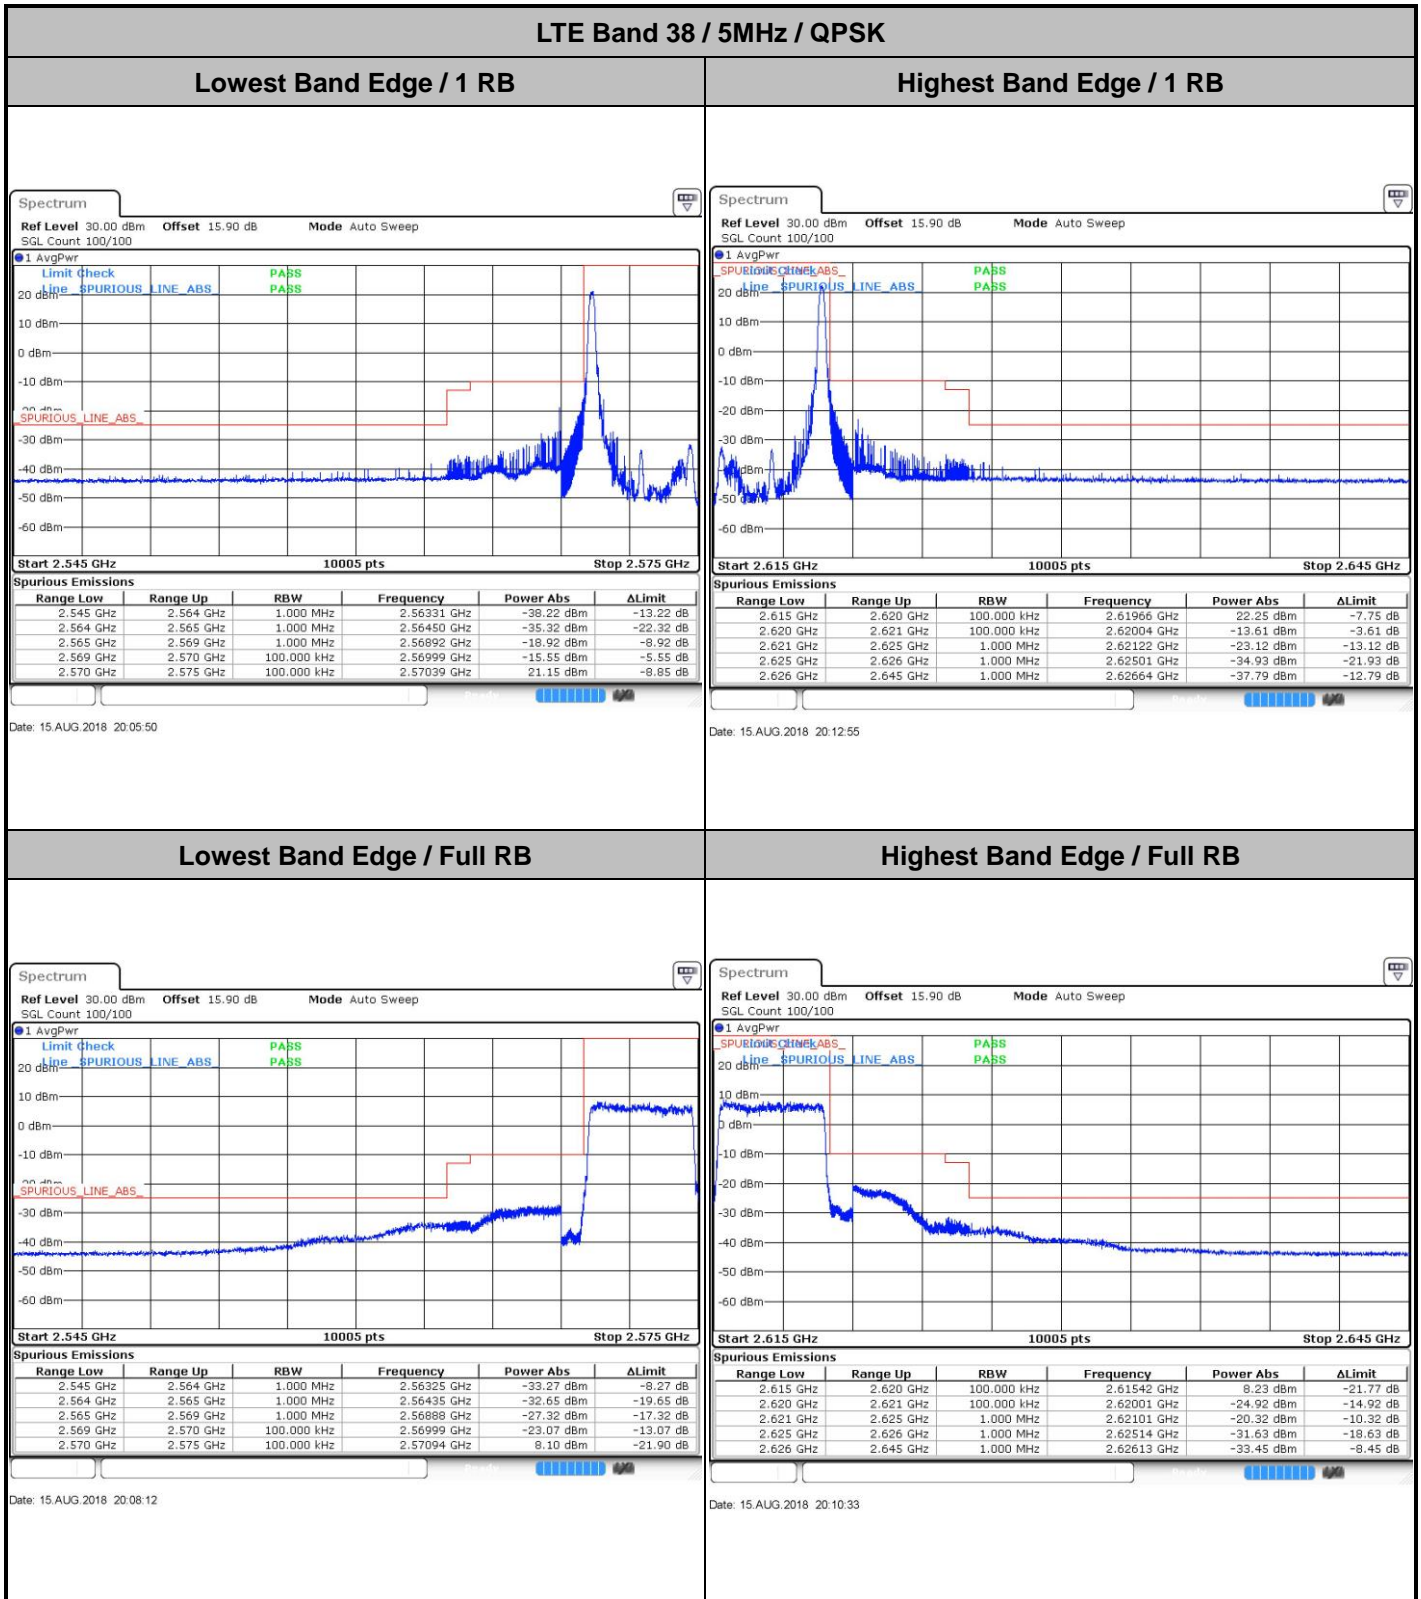 LTE Band 38 / 5MHz / QPSK
Lowest Band Edge / 1 RB
Highest Band Edge / 1 RB
Spectrum
Ref Level 30.00 dBm Offset 15.90 dB Mode Auto Sweep
SGL Count 100/100
1 AvgPwr
Limit Check PASS
Line _SPURIOUS_LINE_ABS_ PASS
20 dBm
10 dBm
0 dBm
-10 dBm
-20 dBm
_SPURIOUS_LINE_ABS_
-30 dBm
-40 dBm
-50 dBm
-60 dBm
Start 2.545 GHz 10005 pts Stop 2.575 GHz
Spurious Emissions
Range Low Range Up RBW Frequency Power Abs ΔLimit
2.545 GHz 2.564 GHz 1.000 MHz 2.56331 GHz -38.22 dBm -13.22 dB
2.564 GHz 2.565 GHz 1.000 MHz 2.56450 GHz -35.32 dBm -22.32 dB
2.565 GHz 2.569 GHz 1.000 MHz 2.56892 GHz -18.92 dBm -8.92 dB
2.569 GHz 2.570 GHz 100.000 kHz 2.56999 GHz -15.55 dBm -5.55 dB
2.570 GHz 2.575 GHz 100.000 kHz 2.57039 GHz 21.15 dBm -8.85 dB
Ready
Date: 15.AUG.2018 20:05:50
Spectrum
Ref Level 30.00 dBm Offset 15.90 dB Mode Auto Sweep
SGL Count 100/100
1 AvgPwr
_SPURIOUS_LINE_ABS_
Limit Check PASS
Line _SPURIOUS_LINE_ABS_ PASS
20 dBm
10 dBm
0 dBm
-10 dBm
-20 dBm
-30 dBm
-40 dBm
-50 dBm
-60 dBm
Start 2.615 GHz 10005 pts Stop 2.645 GHz
Spurious Emissions
Range Low Range Up RBW Frequency Power Abs ΔLimit
2.615 GHz 2.620 GHz 100.000 kHz 2.61966 GHz 22.25 dBm -7.75 dB
2.620 GHz 2.621 GHz 100.000 kHz 2.62004 GHz -13.61 dBm -3.61 dB
2.621 GHz 2.625 GHz 1.000 MHz 2.62122 GHz -23.12 dBm -13.12 dB
2.625 GHz 2.626 GHz 1.000 MHz 2.62501 GHz -34.93 dBm -21.93 dB
2.626 GHz 2.645 GHz 1.000 MHz 2.62664 GHz -37.79 dBm -12.79 dB
Date: 15.AUG.2018 20:12:55
Lowest Band Edge / Full RB
Highest Band Edge / Full RB
Spectrum
Ref Level 30.00 dBm Offset 15.90 dB Mode Auto Sweep
SGL Count 100/100
1 AvgPwr
Limit Check PASS
Line _SPURIOUS_LINE_ABS_ PASS
20 dBm
10 dBm
0 dBm
-10 dBm
-20 dBm
_SPURIOUS_LINE_ABS_
-30 dBm
-40 dBm
-50 dBm
-60 dBm
Start 2.545 GHz 10005 pts Stop 2.575 GHz
Spurious Emissions
Range Low Range Up RBW Frequency Power Abs ΔLimit
2.545 GHz 2.564 GHz 1.000 MHz 2.56325 GHz -33.27 dBm -8.27 dB
2.564 GHz 2.565 GHz 1.000 MHz 2.56435 GHz -32.65 dBm -19.65 dB
2.565 GHz 2.569 GHz 1.000 MHz 2.56888 GHz -27.32 dBm -17.32 dB
2.569 GHz 2.570 GHz 100.000 kHz 2.56999 GHz -23.07 dBm -13.07 dB
2.570 GHz 2.575 GHz 100.000 kHz 2.57094 GHz 8.10 dBm -21.90 dB
Ready
Date: 15.AUG.2018 20:08:12
Spectrum
Ref Level 30.00 dBm Offset 15.90 dB Mode Auto Sweep
SGL Count 100/100
1 AvgPwr
_SPURIOUS_LINE_ABS_
Limit Check PASS
Line _SPURIOUS_LINE_ABS_ PASS
20 dBm
10 dBm
0 dBm
-10 dBm
-20 dBm
-30 dBm
-40 dBm
-50 dBm
-60 dBm
Start 2.615 GHz 10005 pts Stop 2.645 GHz
Spurious Emissions
Range Low Range Up RBW Frequency Power Abs ΔLimit
2.615 GHz 2.620 GHz 100.000 kHz 2.61542 GHz 8.23 dBm -21.77 dB
2.620 GHz 2.621 GHz 100.000 kHz 2.62001 GHz -24.92 dBm -14.92 dB
2.621 GHz 2.625 GHz 1.000 MHz 2.62101 GHz -20.32 dBm -10.32 dB
2.625 GHz 2.626 GHz 1.000 MHz 2.62514 GHz -31.63 dBm -18.63 dB
2.626 GHz 2.645 GHz 1.000 MHz 2.62613 GHz -33.45 dBm -8.45 dB
Ready
Date: 15.AUG.2018 20:10:33